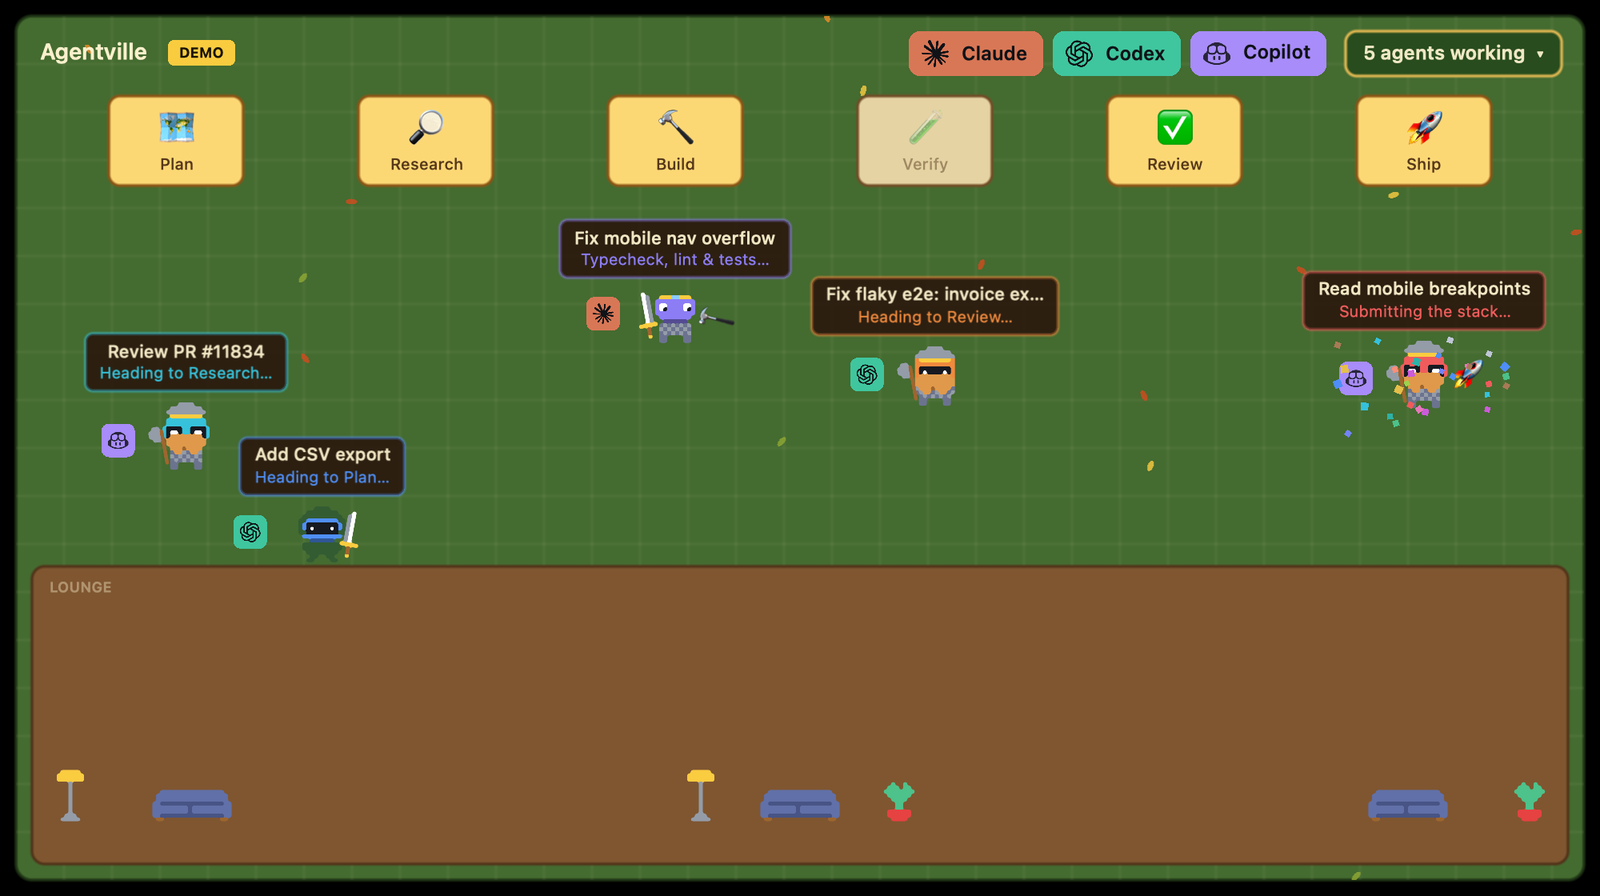 Agentville
DEMO
Claude
Codex
Copilot
5 agents working
Plan
Research
Build
Verify
Review
Ship
Fix mobile nav overflow
Typecheck, lint & tests...
Fix flaky e2e: invoice ex...
Heading to Review...
Read mobile breakpoints
Submitting the stack...
Review PR #11834
Heading to Research...
Add CSV export
Heading to Plan...
LOUNGE